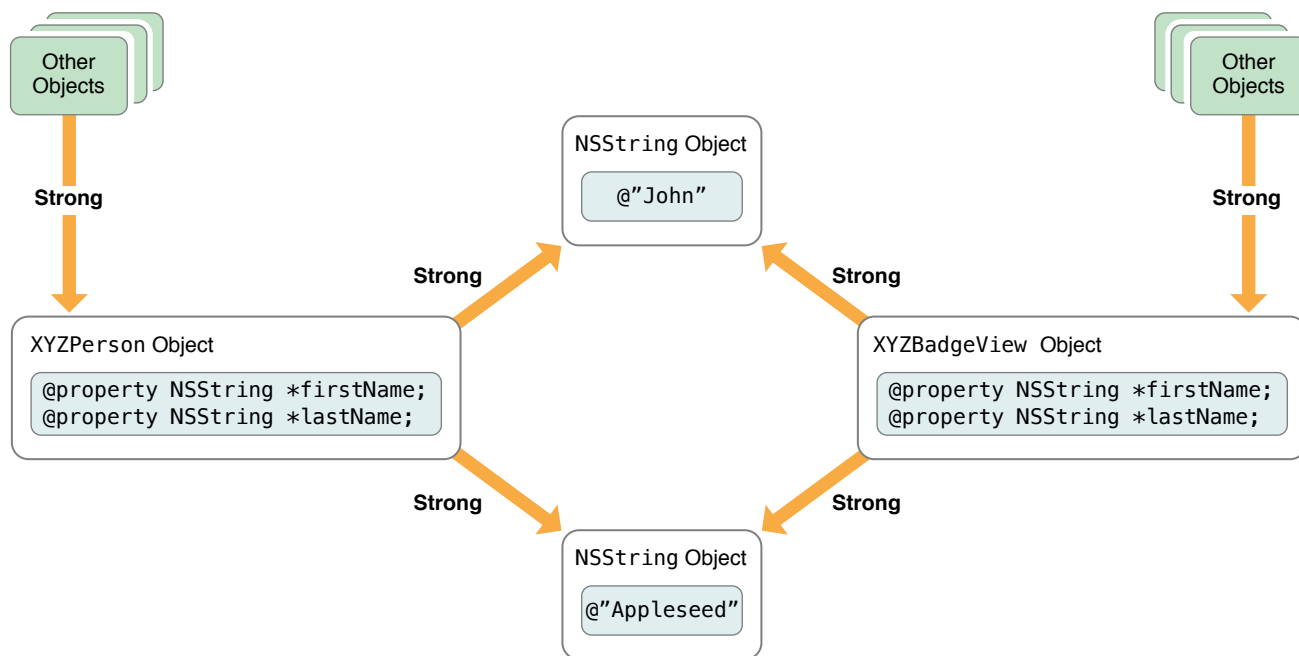 Other
Objects
Other
Objects
NSString Object
@”John”
Strong
Strong
Strong
Strong
XYZPerson Object
@property NSString *firstName;
@property NSString *lastName;
XYZBadgeView Object
@property NSString *firstName;
@property NSString *lastName;
Strong
Strong
NSString Object
@”Appleseed”